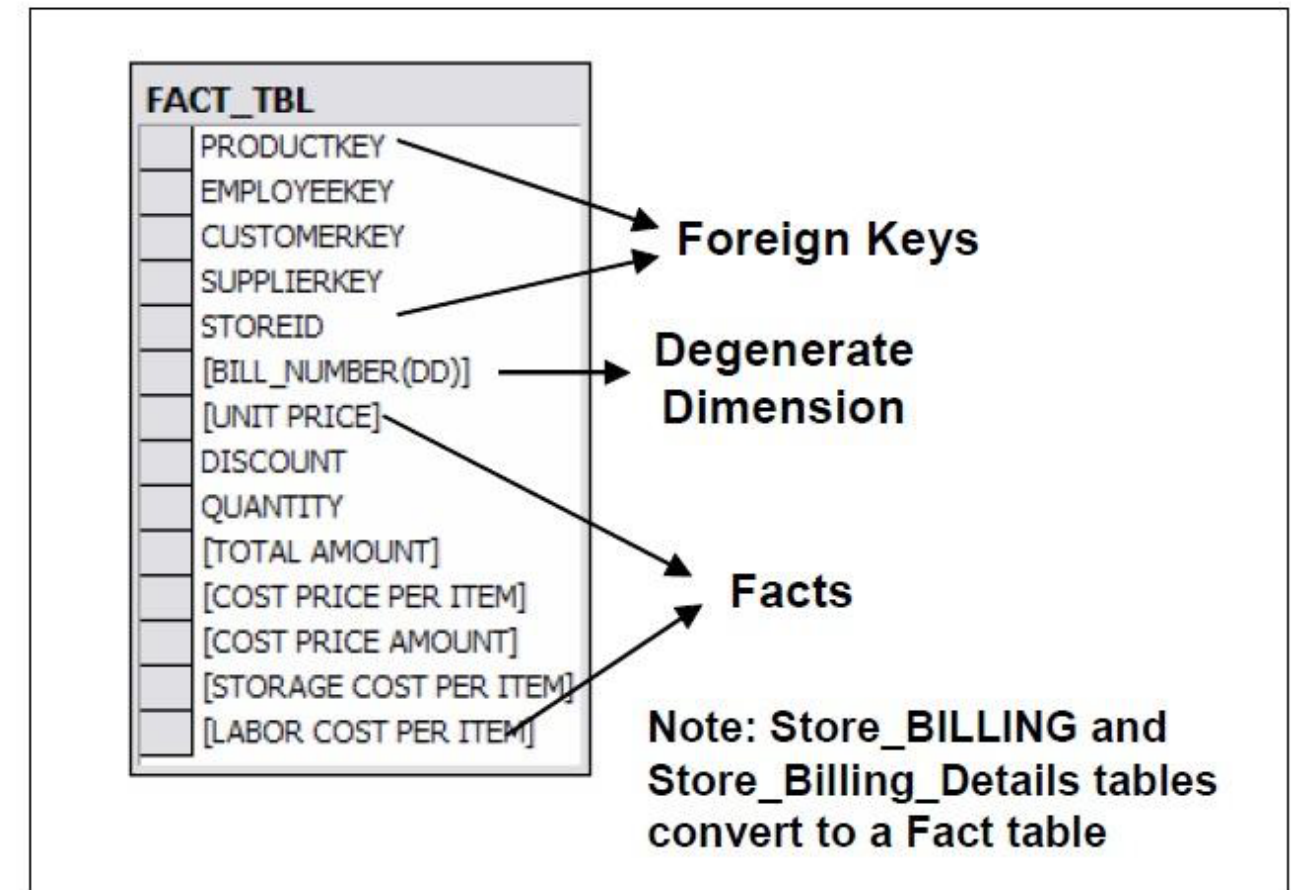 FACT_TBL
PRODUCTKEY
EMPLOYEEKEY
CUSTOMERKEY
SUPPLIERKEY
STOREID
[BILL_NUMBER(DD)]
[UNIT PRICE]
DISCOUNT
QUANTITY
[TOTAL AMOUNT]
[COST PRICE PER ITEM]
[COST PRICE AMOUNT]
[STORAGE COST PER ITEM]
[LABOR COST PER ITEM]
Foreign Keys
Degenerate
Dimension
Facts
Note: Store_BILLING and
Store_Billing_Details tables
convert to a Fact table